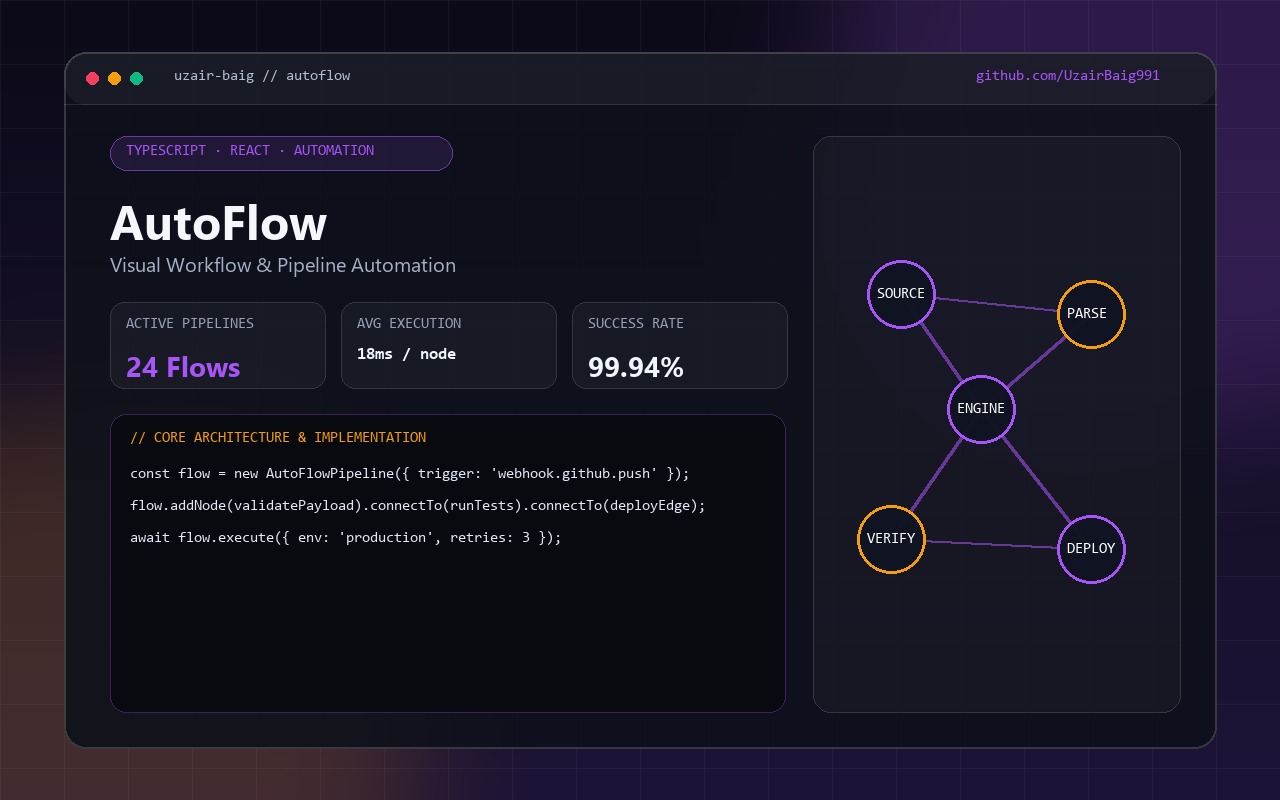 uzair-baig // autoflow
github.com/UzairBaig991
TYPESCRIPT · REACT · AUTOMATION
AutoFlow
Visual Workflow & Pipeline Automation
ACTIVE PIPELINES
24 Flows
AVG EXECUTION
18ms / node
SUCCESS RATE
99.94%
// CORE ARCHITECTURE & IMPLEMENTATION
const flow = new AutoFlowPipeline({ trigger: 'webhook.github.push' });
flow.addNode(validatePayload).connectTo(runTests).connectTo(deployEdge);
await flow.execute({ env: 'production', retries: 3 });
SOURCE
PARSE
ENGINE
VERIFY
DEPLOY